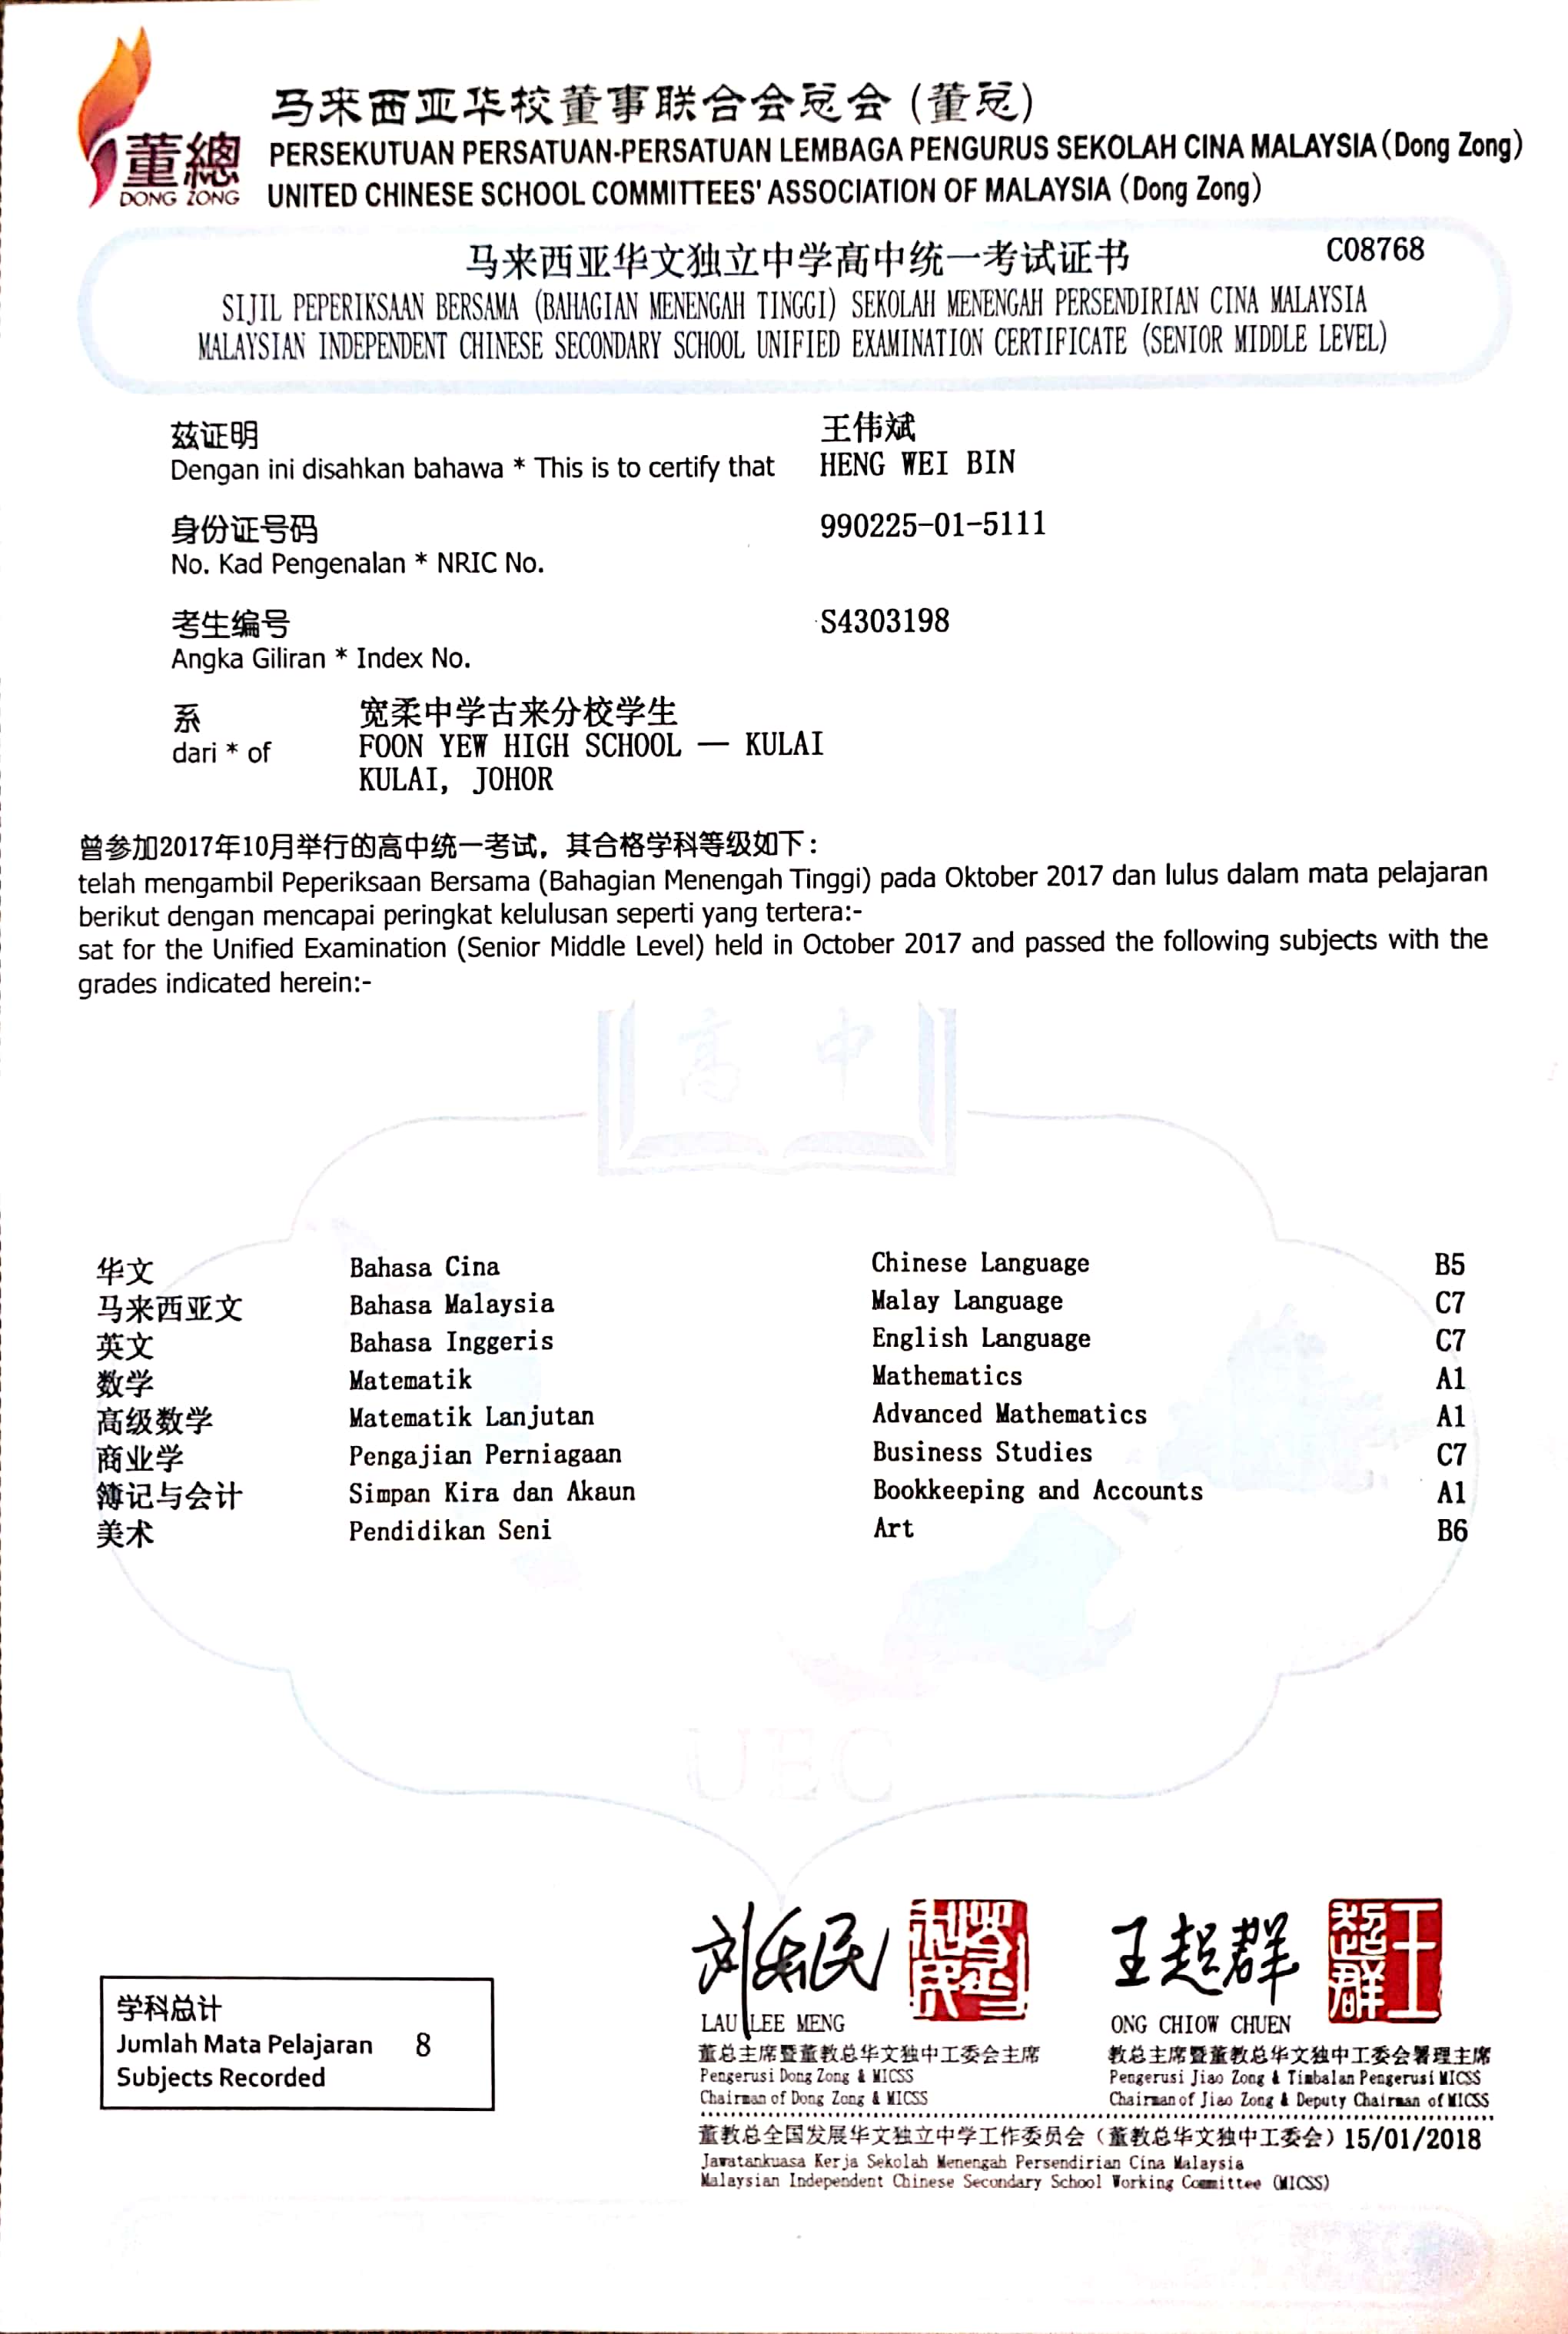 董總
DONG ZONG
马来西亚华校董事联合会总会(董总)
PERSEKUTUAN PERSATUAN-PERSATUAN LEMBAGA PENGURUS SEKOLAH CINA MALAYSIA (Dong Zong)
UNITED CHINESE SCHOOL COMMITTEES' ASSOCIATION OF MALAYSIA (Dong Zong)
马来西亚华文独立中学高中统一考试证书
C08768
SIJIL PEPERIKSAAN BERSAMA (BAHAGIAN MENENGAH TINGGI) SEKOLAH MENENGAH PERSENDIRIAN CINA MALAYSIA
MALAYSIAN INDEPENDENT CHINESE SECONDARY SCHOOL UNIFIED EXAMINATION CERTIFICATE (SENIOR MIDDLE LEVEL)
兹证明 王伟斌
Dengan ini disahkan bahawa * This is to certify that HENG WEI BIN
身份证号码 990225-01-5111
No. Kad Pengenalan * NRIC No.
考生编号 S4303198
Angka Giliran * Index No.
系 宽柔中学古来分校学生
dari * of FOON YEW HIGH SCHOOL — KULAI
KULAI, JOHOR
曾参加2017年10月举行的高中统一考试，其合格学科等级如下：
telah mengambil Peperiksaan Bersama (Bahagian Menengah Tinggi) pada Oktober 2017 dan lulus dalam mata pelajaran
berikut dengan mencapai peringkat kelulusan seperti yang tertera:-
sat for the Unified Examination (Senior Middle Level) held in October 2017 and passed the following subjects with the
grades indicated herein:-
高中
华文 Bahasa Cina Chinese Language B5
马来西亚文 Bahasa Malaysia Malay Language C7
英文 Bahasa Inggeris English Language C7
数学 Matematik Mathematics A1
高级数学 Matematik Lanjutan Advanced Mathematics A1
商业学 Pengajian Perniagaan Business Studies C7
簿记与会计 Simpan Kira dan Akaun Bookkeeping and Accounts A1
美术 Pendidikan Seni Art B6
UEC
学科总计
Jumlah Mata Pelajaran 8
Subjects Recorded
刘利民
LAU LEE MENG
董总主席暨董教总华文独中工委会主席
Pengerusi Dong Zong & MICSS
Chairman of Dong Zong & MICSS
王超群
王超群
ONG CHIOW CHUEN
教总主席暨董教总华文独中工委会署理主席
Pengerusi Jiao Zong & Timbalan Pengerusi MICSS
Chairman of Jiao Zong & Deputy Chairman of MICSS
董教总全国发展华文独立中学工作委员会（董教总华文独中工委会）15/01/2018
Jawatankuasa Kerja Sekolah Menengah Persendirian Cina Malaysia
Malaysian Independent Chinese Secondary School Working Committee (MICSS)